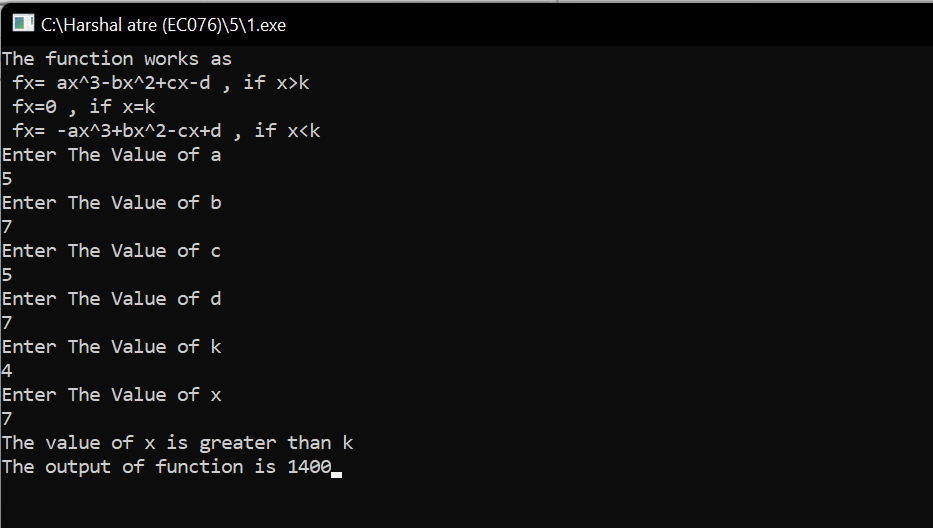 C:\Harshal atre (EC076)\5\1.exe
The function works as
fx= ax^3-bx^2+cx-d , if x>k
fx=0 , if x=k
fx= -ax^3+bx^2-cx+d , if x<k
Enter The Value of a
5
Enter The Value of b
7
Enter The Value of c
5
Enter The Value of d
7
Enter The Value of k
4
Enter The Value of x
7
The value of x is greater than k
The output of function is 1400